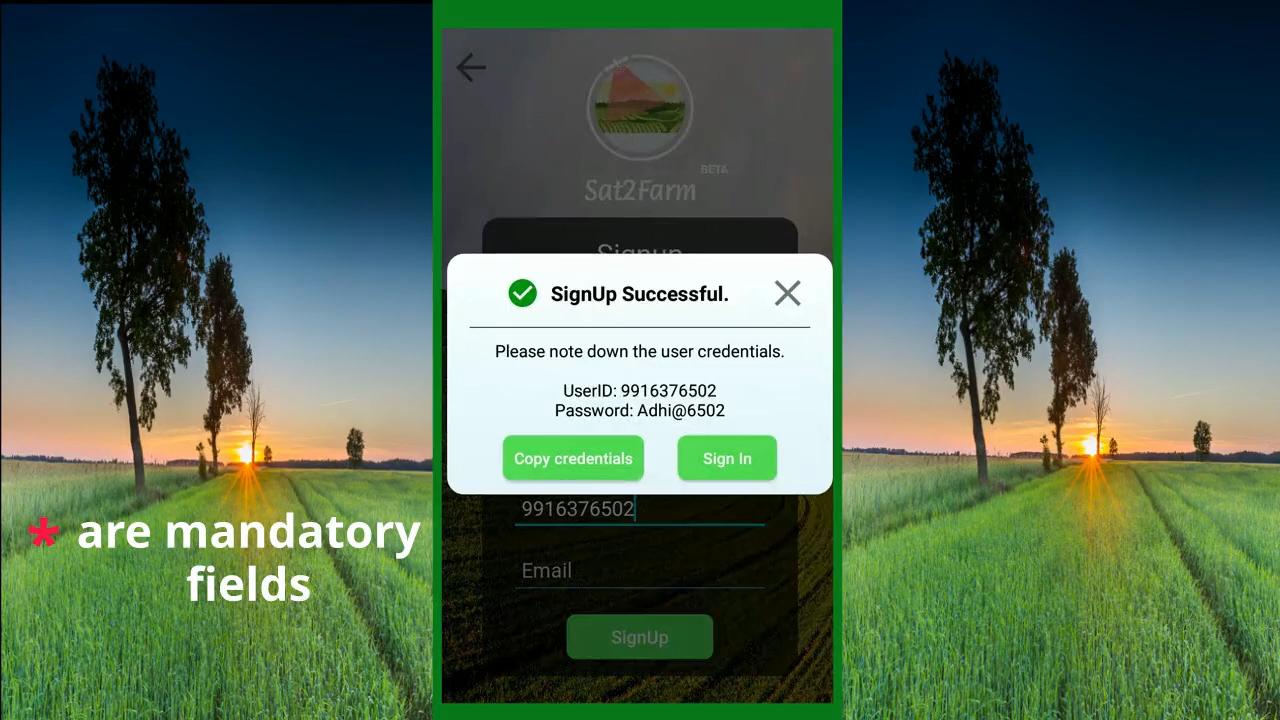 BETA
Sat2Farm
Signup
SignUp Successful.
Please note down the user credentials.
UserID: 9916376502
Password: Adhi@6502
Copy credentials
Sign In
9916376502
Email
SignUp
* are mandatory
fields